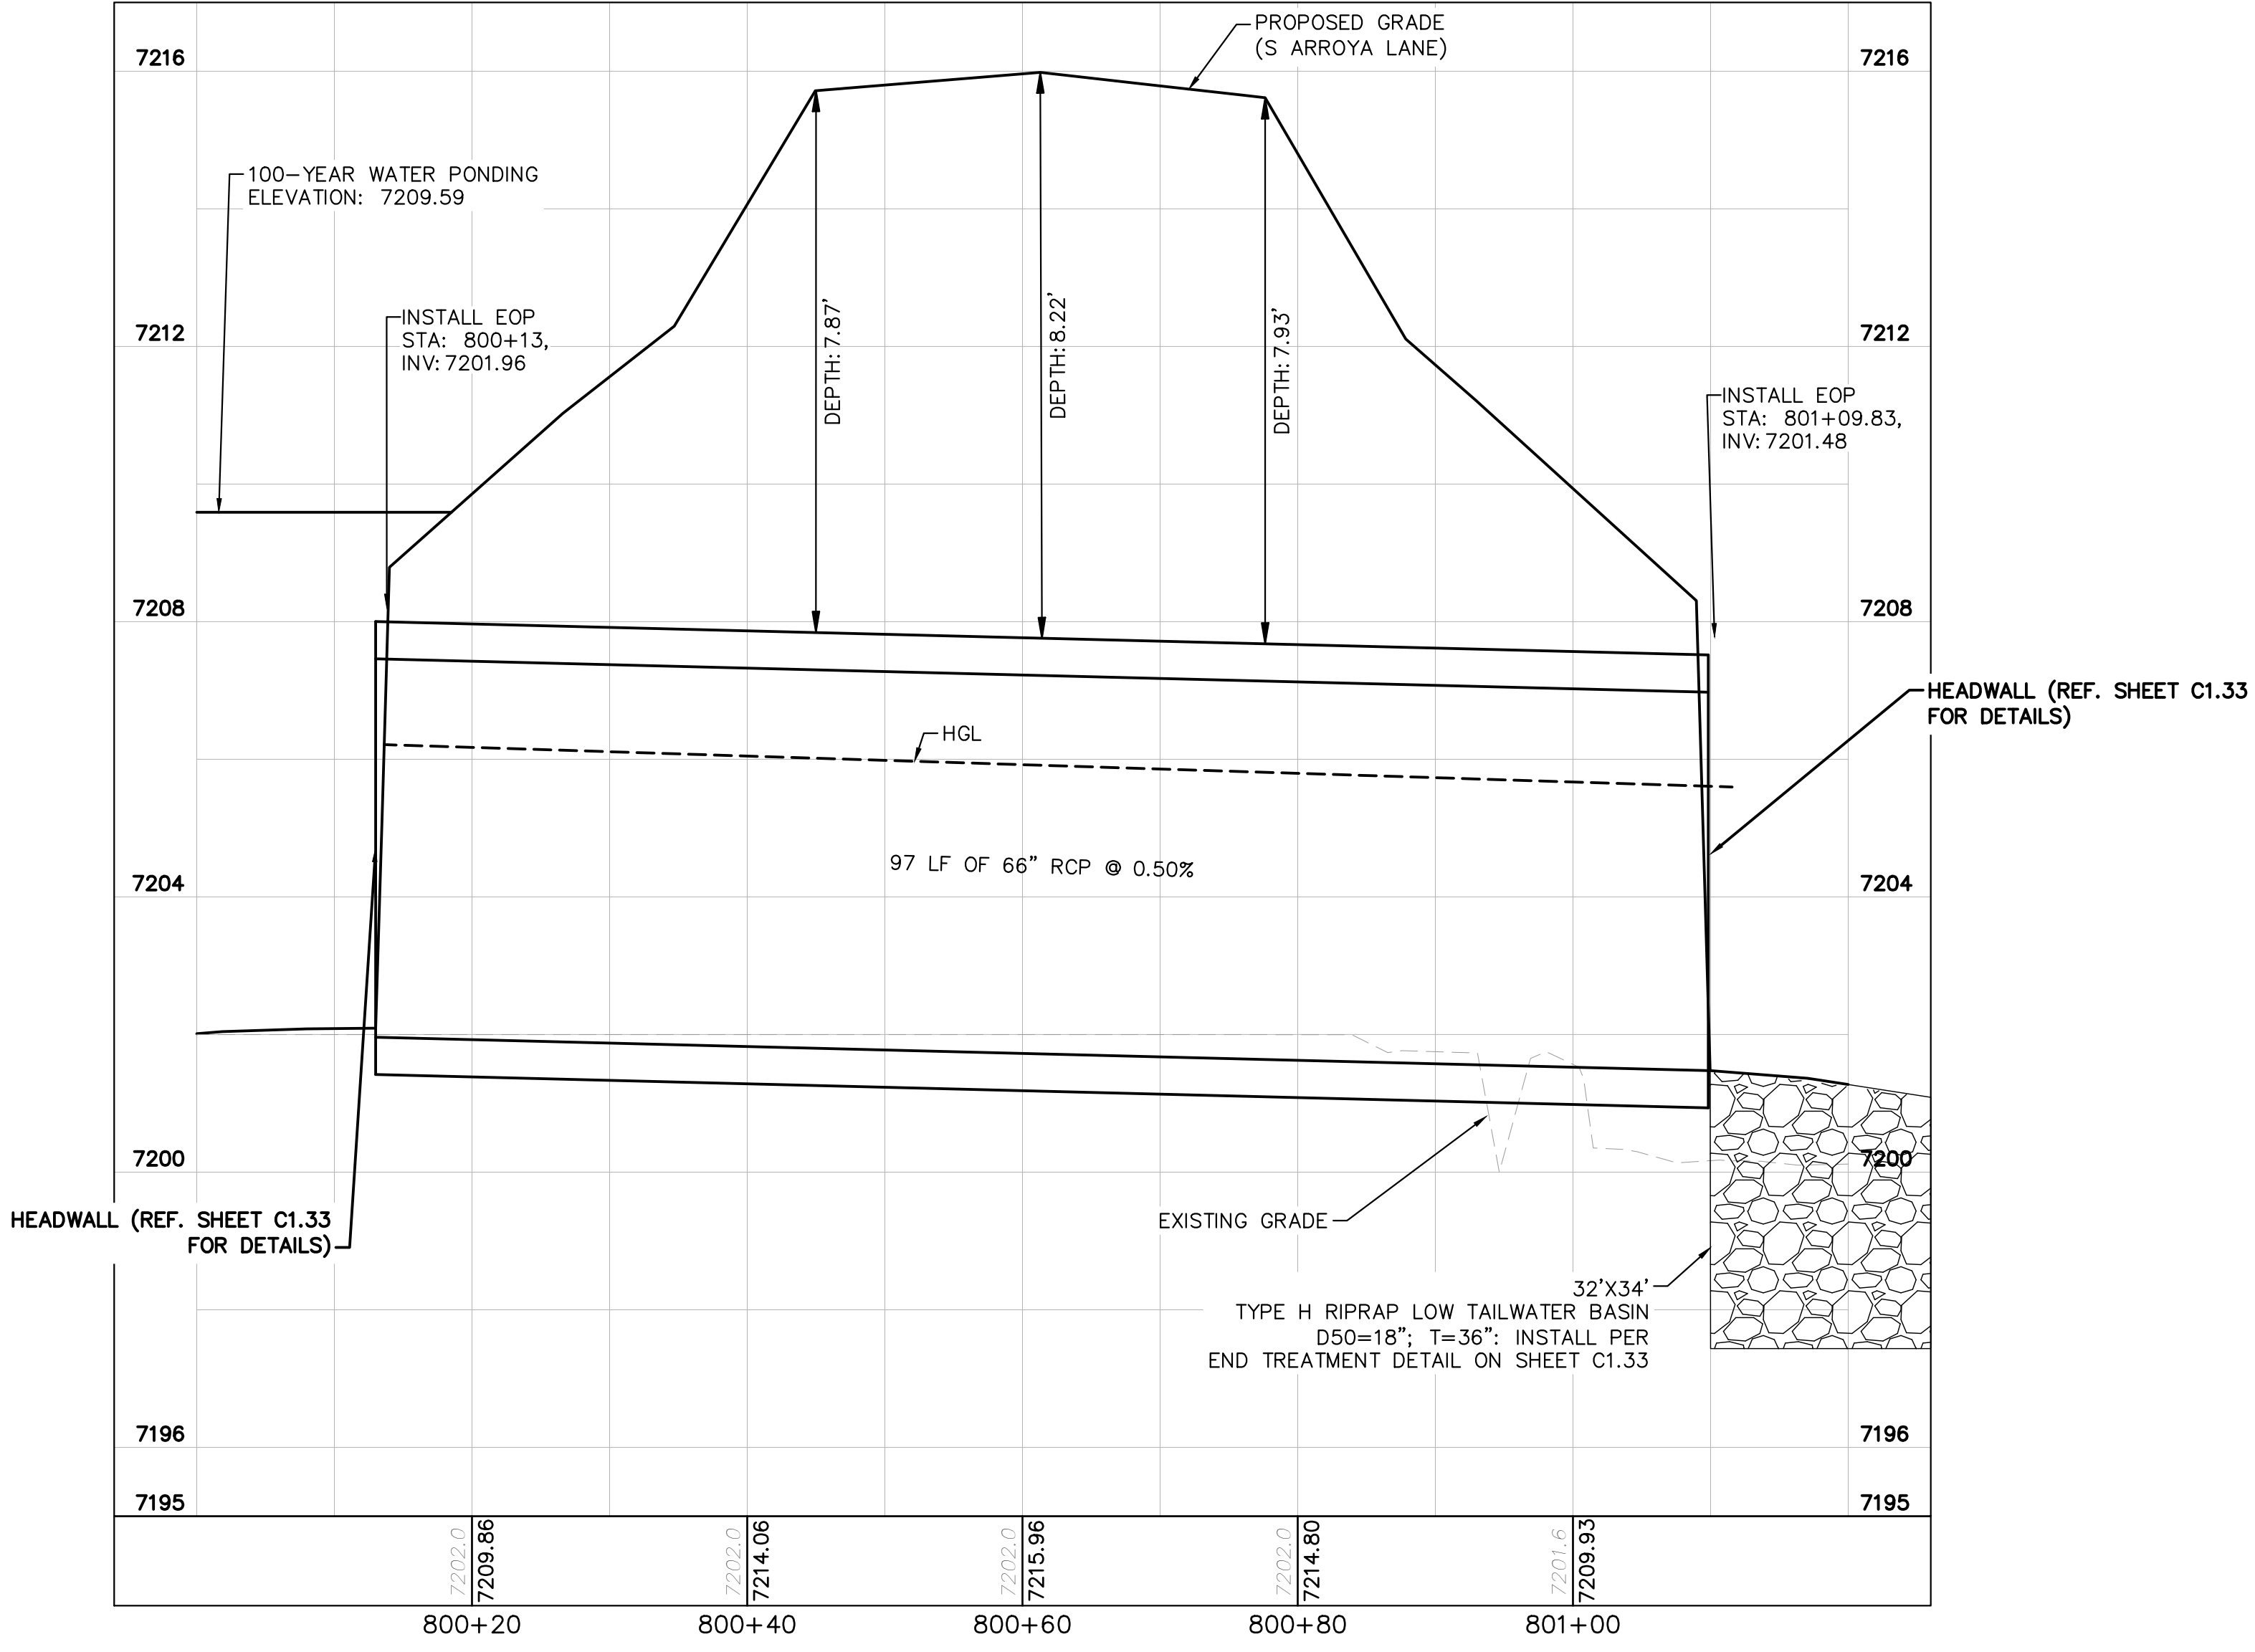 PROPOSED GRADE
(S ARROYA LANE)
7216
7216
100-YEAR WATER PONDING
ELEVATION: 7209.59
INSTALL EOP
STA: 800+13,
INV: 7201.96
DEPTH: 7.87'
DEPTH: 8.22'
DEPTH: 7.93'
7212
7212
INSTALL EOP
STA: 801+09.83,
INV: 7201.48
7208
7208
HEADWALL (REF. SHEET C1.33
FOR DETAILS)
HGL
97 LF OF 66” RCP @ 0.50%
7204
7204
7200
7200
HEADWALL (REF. SHEET C1.33
FOR DETAILS)
EXISTING GRADE
32'X34'
TYPE H RIPRAP LOW TAILWATER BASIN
D50=18”; T=36”: INSTALL PER
END TREATMENT DETAIL ON SHEET C1.33
7196
7196
7195
7195
7202.0
7209.86
7202.0
7214.06
7202.0
7215.96
7202.0
7214.80
7201.6
7209.93
800+20
800+40
800+60
800+80
801+00